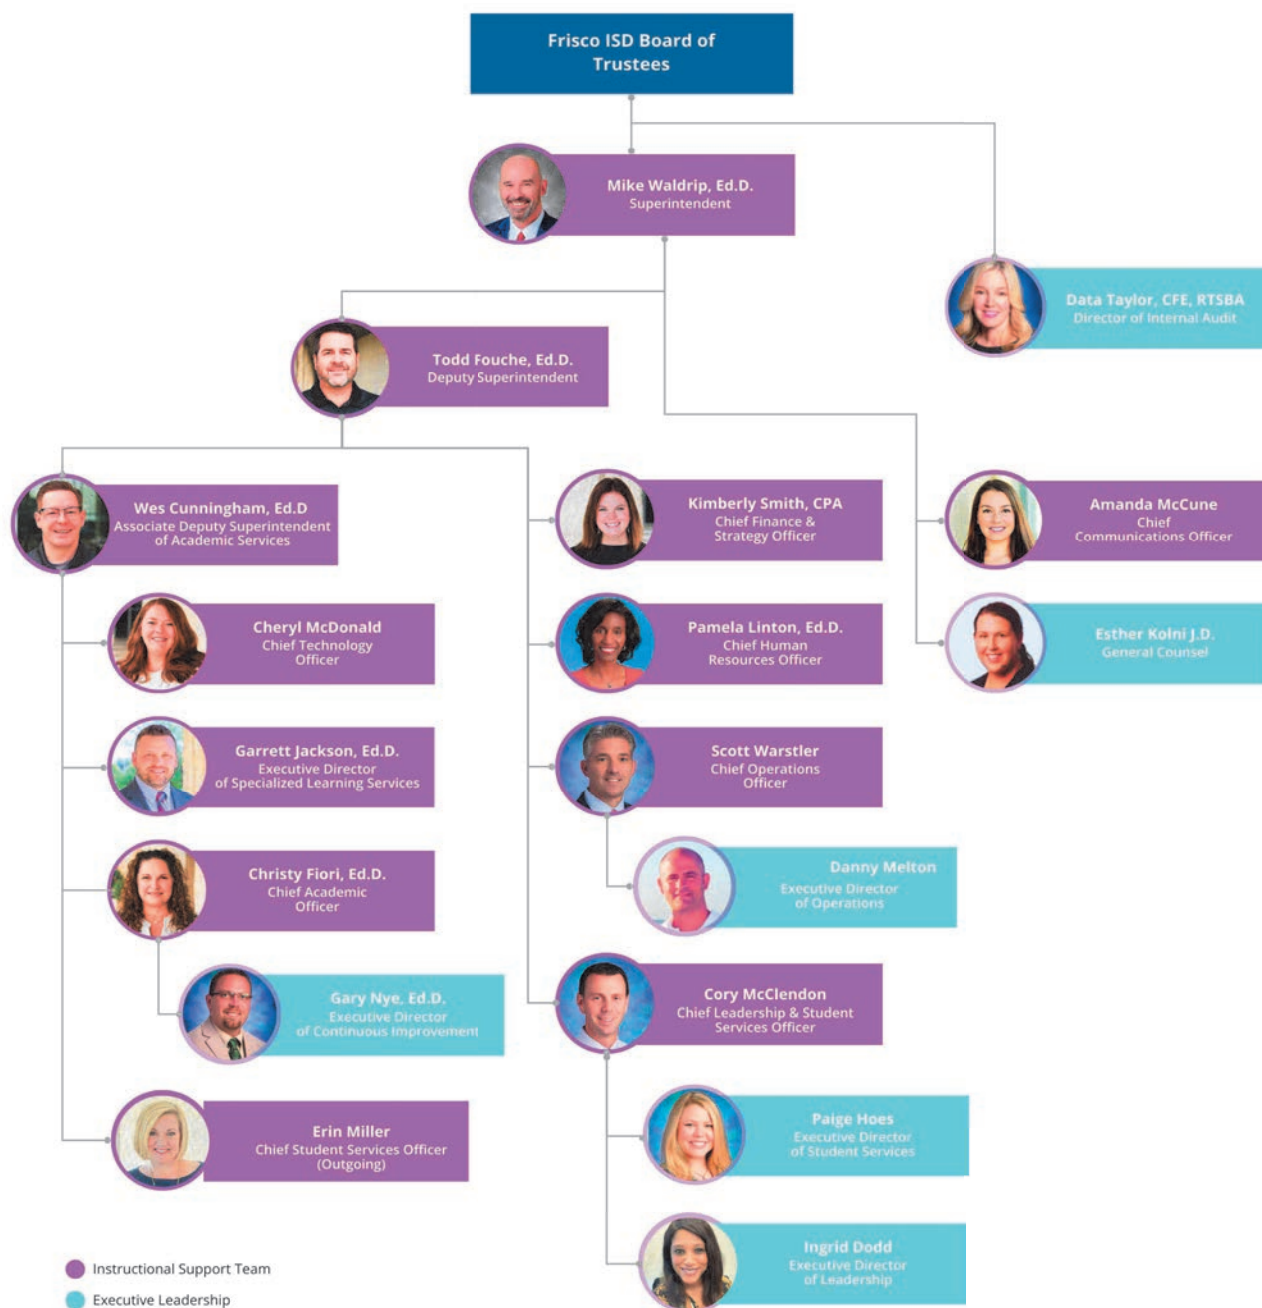 Frisco ISD Board of
Trustees
Mike Waldrip, Ed.D.
Superintendent
Data Taylor, CFE, RTSBA
Director of Internal Audit
Todd Fouche, Ed.D.
Deputy Superintendent
Wes Cunningham, Ed.D
Associate Deputy Superintendent
of Academic Services
Kimberly Smith, CPA
Chief Finance &
Strategy Officer
Amanda McCune
Chief
Communications Officer
Cheryl McDonald
Chief Technology
Officer
Pamela Linton, Ed.D.
Chief Human
Resources Officer
Esther Kolni J.D.
General Counsel
Garrett Jackson, Ed.D.
Executive Director
of Specialized Learning Services
Scott Warstler
Chief Operations
Officer
Christy Fiori, Ed.D.
Chief Academic
Officer
Danny Melton
Executive Director
of Operations
Gary Nye, Ed.D.
Executive Director
of Continuous Improvement
Cory McClendon
Chief Leadership & Student
Services Officer
Erin Miller
Chief Student Services Officer
(Outgoing)
Paige Hoes
Executive Director
of Student Services
Ingrid Dodd
Executive Director
of Leadership
Instructional Support Team
Executive Leadership